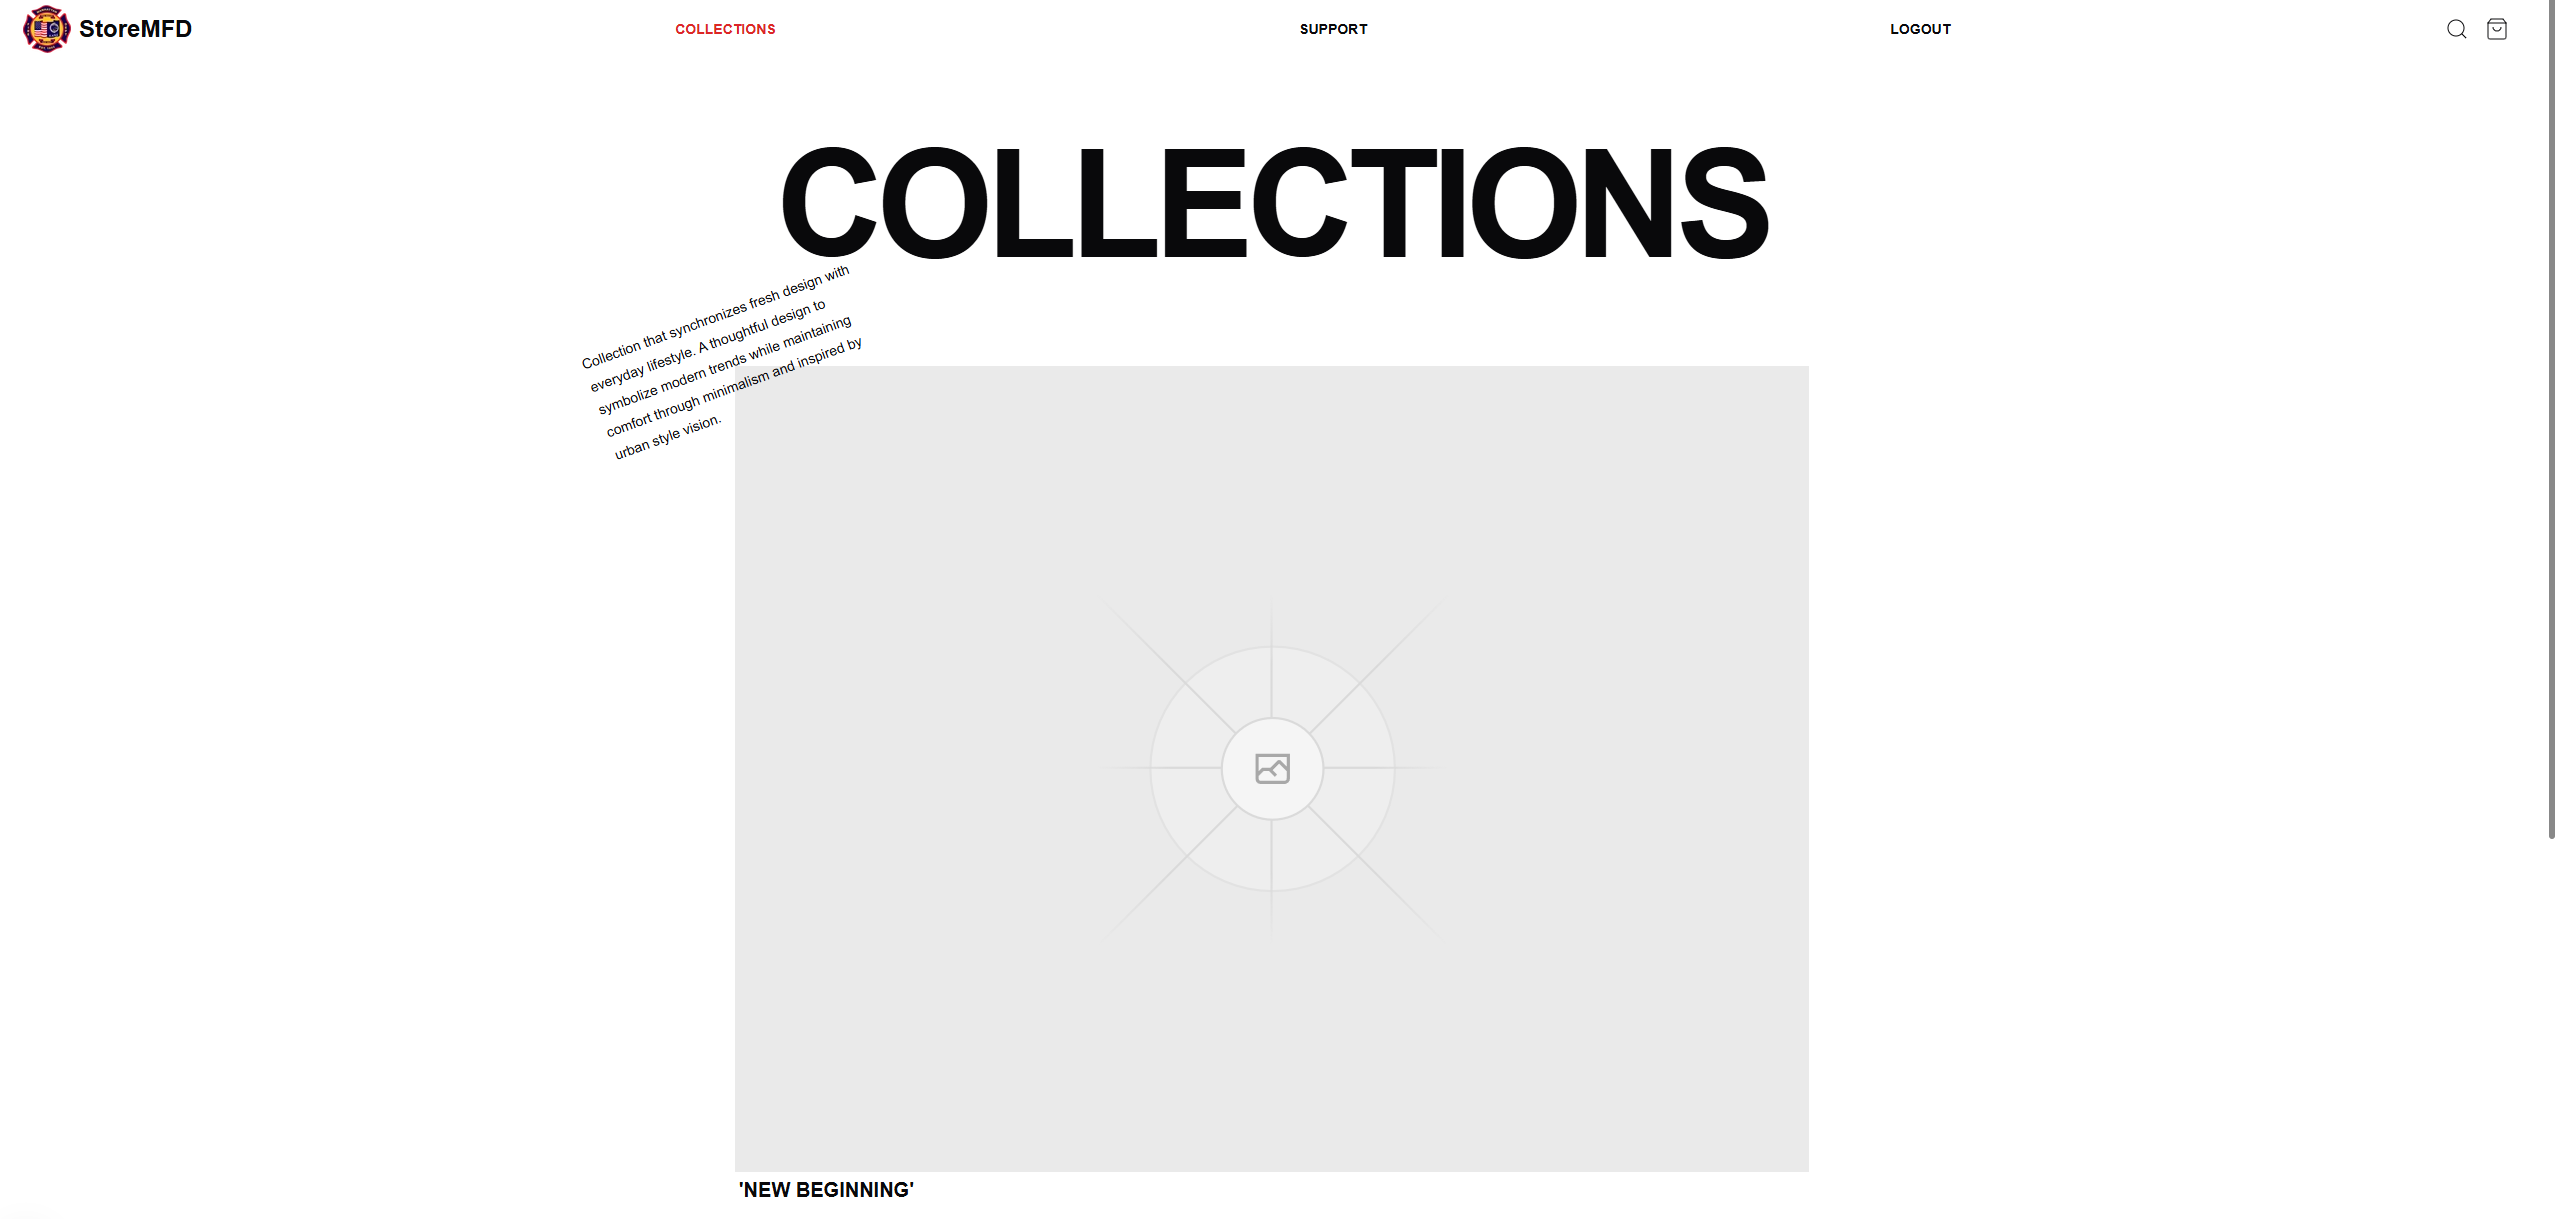 StoreMFD
COLLECTIONS
SUPPORT
LOGOUT
COLLECTIONS
Collection that synchronizes fresh design with
everyday lifestyle. A thoughtful design to
symbolize modern trends while maintaining
comfort through minimalism and inspired by
urban style vision.
'NEW BEGINNING'